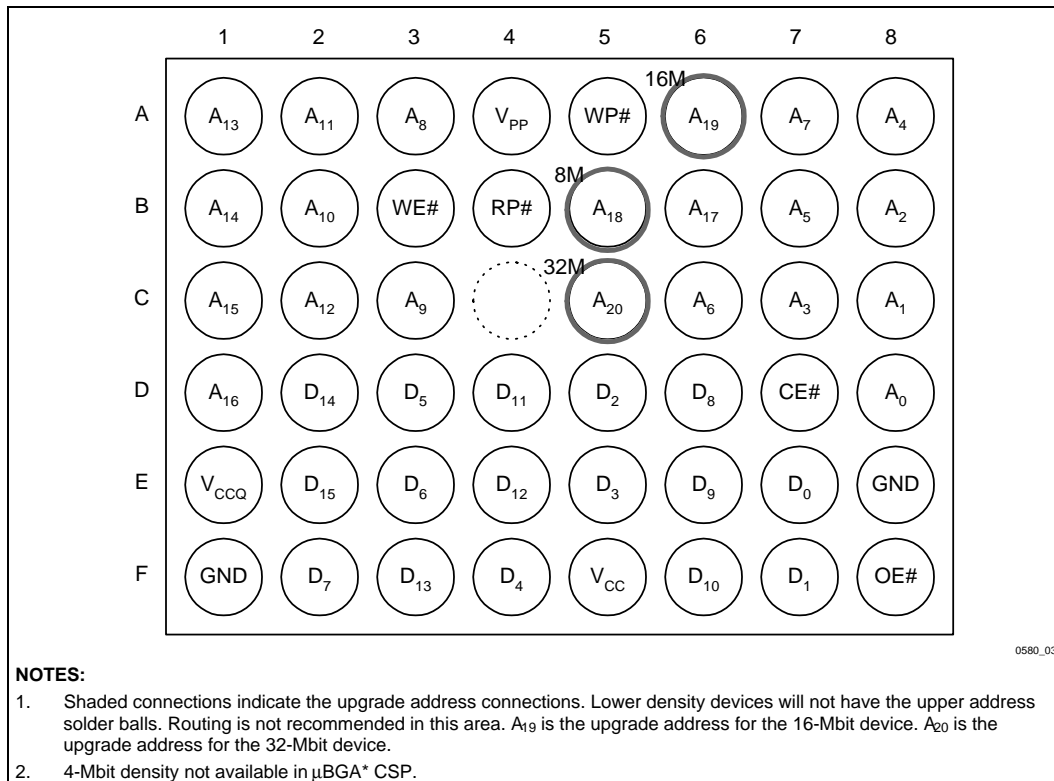 1 2 3 4 5 6 7 8
16M
A A₁₃ A₁₁ A₈ V_PP WP# A₁₉ A₇ A₄
8M
B A₁₄ A₁₀ WE# RP# A₁₈ A₁₇ A₅ A₂
32M
C A₁₅ A₁₂ A₉ A₂₀ A₆ A₃ A₁
D A₁₆ D₁₄ D₅ D₁₁ D₂ D₈ CE# A₀
E V_CCQ D₁₅ D₆ D₁₂ D₃ D₉ D₀ GND
F GND D₇ D₁₃ D₄ V_CC D₁₀ D₁ OE#
0580_03
NOTES:
1. Shaded connections indicate the upgrade address connections. Lower density devices will not have the upper address
solder balls. Routing is not recommended in this area. A₁₉ is the upgrade address for the 16-Mbit device. A₂₀ is the
upgrade address for the 32-Mbit device.
2. 4-Mbit density not available in µBGA* CSP.